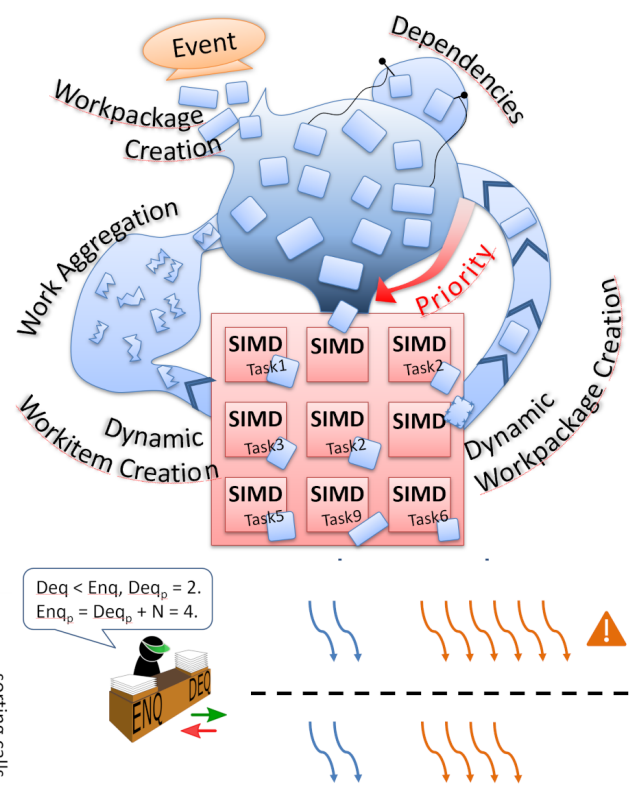 Event
Dependencies
Workpackage
Creation
Work Aggregation
Priority
SIMD
Task1
SIMD
SIMD
Task2
SIMD
Task3
SIMD
Task2
SIMD
SIMD
Task5
SIMD
Task9
SIMD
Task6
Dynamic
Workitem Creation
Dynamic
Workpackage Creation
Deq < Enq, Deqp = 2.
Enqp = Deqp + N = 4.
ENQ
DEQ
!